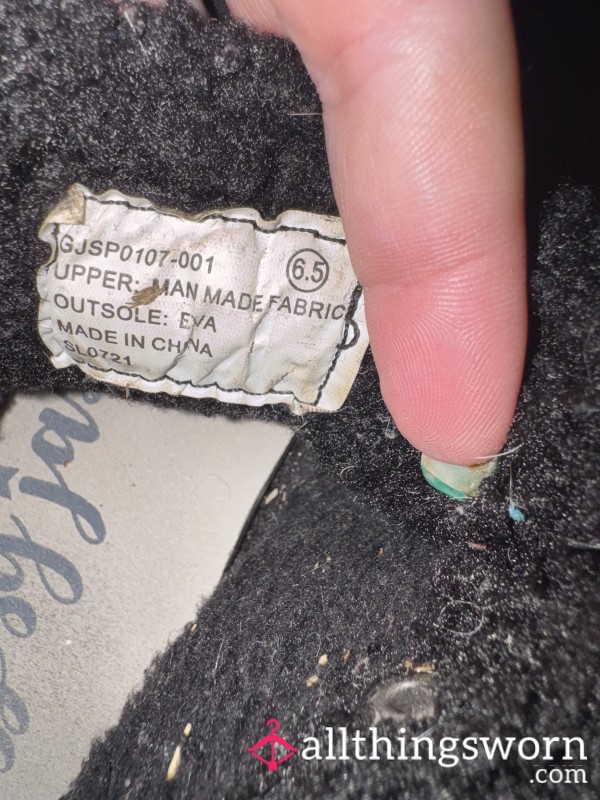 GJSP0107-001
6.5
UPPER: MAN MADE FABRIC
OUTSOLE: EVA
MADE IN CHINA
SL0721
allthingsworn
.com